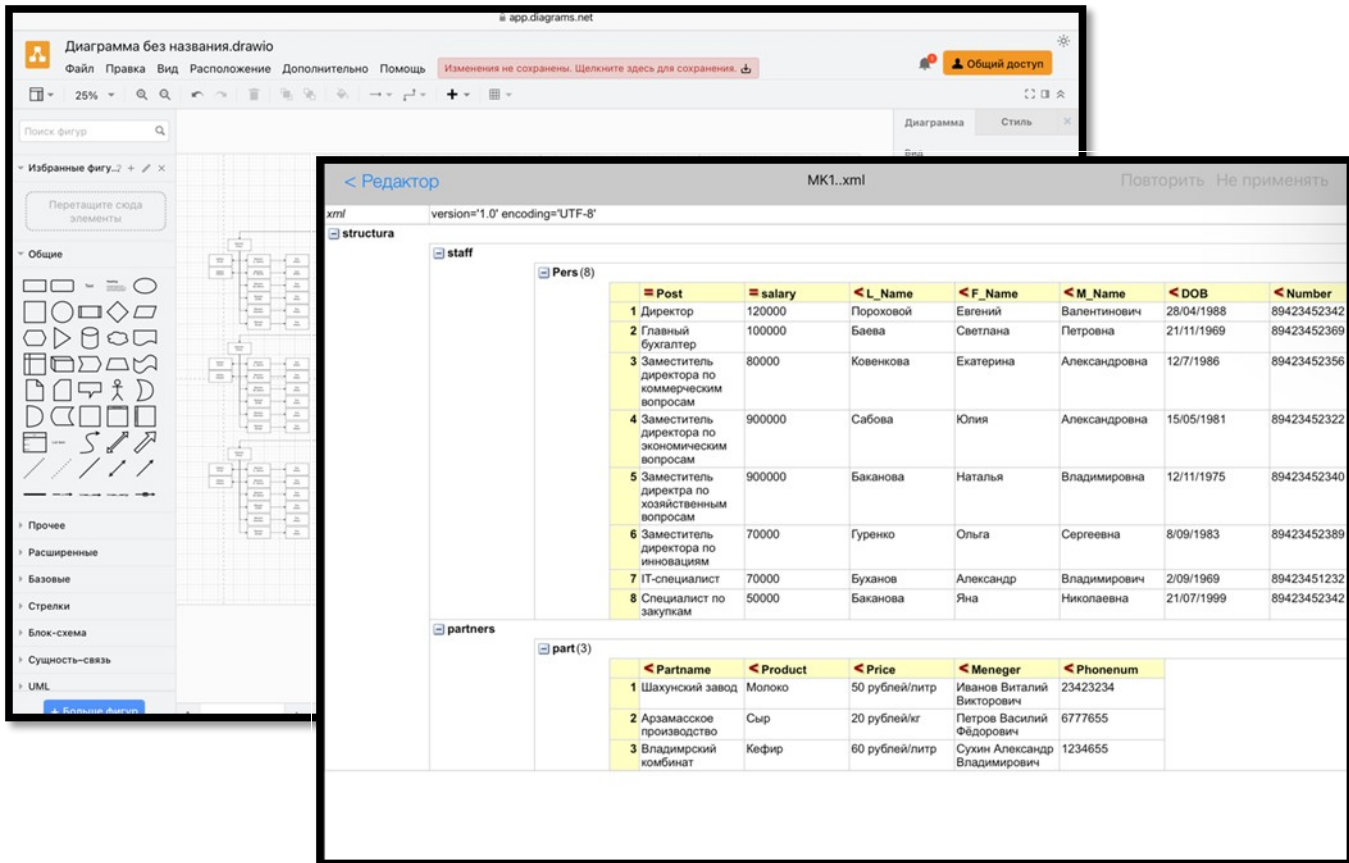 app.diagrams.net
Диаграмма без названия.drawio
Файл Правка Вид Расположение Дополнительно Помощь
Изменения не сохранены. Щелкните здесь для сохранения.
Общий доступ
25%
Поиск фигур
Диаграмма Стиль
Избранные фигу..2
Перетащите сюда
элементы
Общие
Прочее
Расширенные
Базовые
Стрелки
Блок-схема
Сущность–связь
UML
+ Больше фигур
< Редактор MK1..xml Повторить Не применять
xml version='1.0' encoding='UTF-8'
structura
staff
Pers (8)
Post salary L_Name F_Name M_Name DOB Number
1 Директор 120000 Пороховой Евгений Валентинович 28/04/1988 89423452342
2 Главный 100000 Баева Светлана Петровна 21/11/1969 89423452369
бухгалтер
3 Заместитель 80000 Ковенкова Екатерина Александровна 12/7/1986 89423452356
директора по
коммерческим
вопросам
4 Заместитель 900000 Сабова Юлия Александровна 15/05/1981 89423452322
директора по
экономическим
вопросам
5 Заместитель 900000 Баканова Наталья Владимировна 12/11/1975 89423452340
директра по
хозяйственным
вопросам
6 Заместитель 70000 Гуренко Ольга Сергеевна 8/09/1983 89423452389
директора по
инновациям
7 IT-специалист 70000 Буханов Александр Владимирович 2/09/1969 89423451232
8 Специалист по 50000 Баканова Яна Николаевна 21/07/1999 89423452342
закупкам
partners
part (3)
Partname Product Price Meneger Phonenum
1 Шахунский завод Молоко 50 рублей/литр Иванов Виталий 23423234
Викторович
2 Арзамасское Сыр 20 рублей/кг Петров Василий 6777655
производство Фёдорович
3 Владимрский Кефир 60 рублей/литр Сухин Александр 1234655
комбинат Владимирович